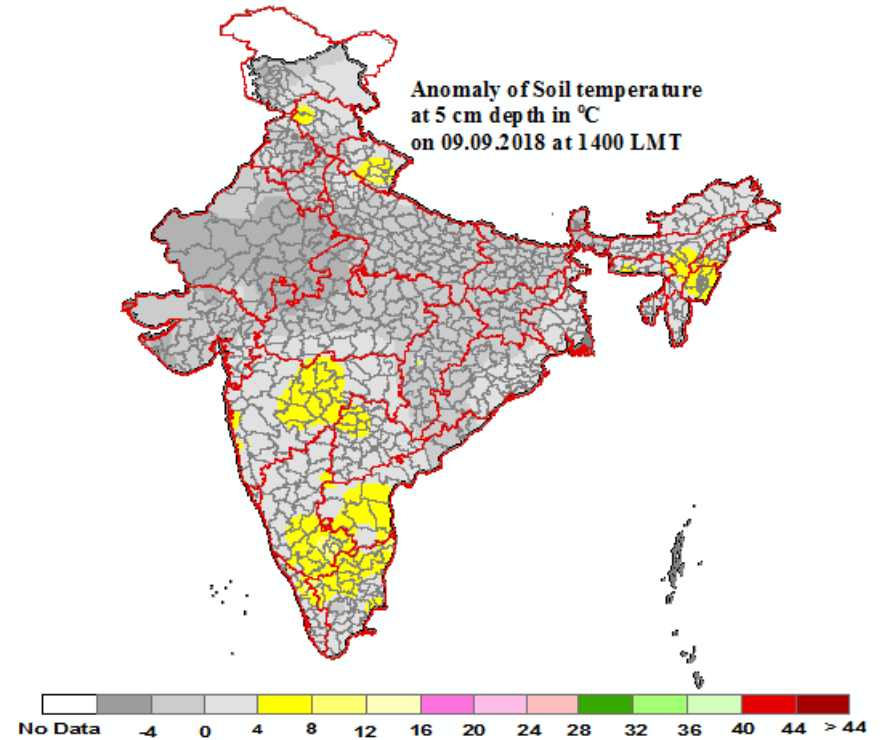 Anomaly of Soil temperature
at 5 cm depth in ⁰C
on 09.09.2018 at 1400 LMT
No Data -4 0 4 8 12 16 20 24 28 32 36 40 44 > 44